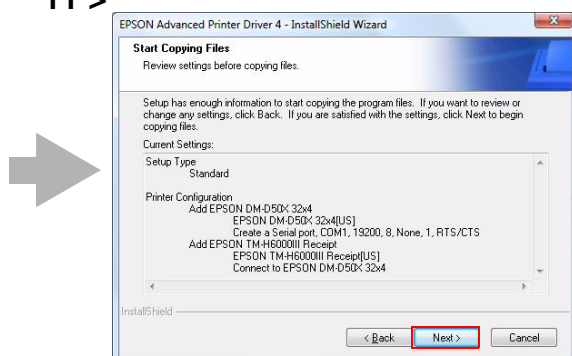 EPSON Advanced Printer Driver 4 - InstallShield Wizard
Start Copying Files
Review settings before copying files.
Setup has enough information to start copying the program files. If you want to review or
change any settings, click Back. If you are satisfied with the settings, click Next to begin
copying files.
Current Settings:
Setup Type
Standard
Printer Configuration
Add EPSON DM-D50X 32x4
EPSON DM-D50X 32x4[US]
Create a Serial port, COM1, 19200, 8, None, 1, RTS/CTS
Add EPSON TM-H6000III Receipt
EPSON TM-H6000III Receipt[US]
Connect to EPSON DM-D50X 32x4
InstallShield
< Back Next > Cancel